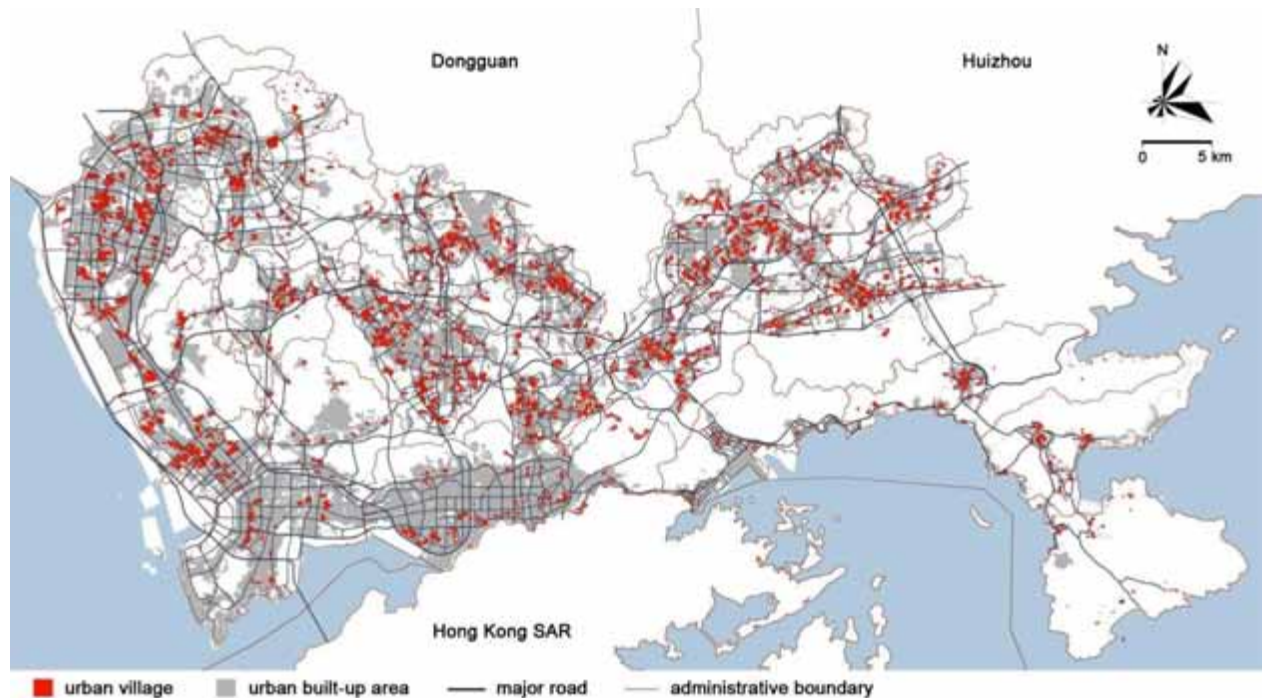 Dongguan
Huizhou
N
0 5 km
Hong Kong SAR
urban village urban built-up area major road administrative boundary